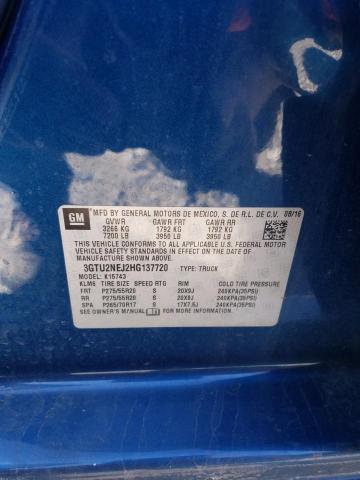 GM
MFD BY GENERAL MOTORS DE MEXICO, S. DE R.L. DE C.V. 08/16
GVWR GAWR FRT GAWR RR
3266 KG 1792 KG 1792 KG
7200 LB 3950 LB 3950 LB
THIS VEHICLE CONFORMS TO ALL APPLICABLE U.S. FEDERAL MOTOR
VEHICLE SAFETY STANDARDS IN EFFECT ON THE DATE OF
MANUFACTURE SHOWN ABOVE.
3GTU2NEJ2HG137720 TYPE: TRUCK
MODEL: K15743
KLM6 TIRE SIZE SPEED RTG RIM COLD TIRE PRESSURE
FRT P275/55R20 S 20X9J 240KPA(35PSI)
RR P275/55R20 S 20X9J 240KPA(35PSI)
SPA P265/70R17 S 17X7.5J 240KPA(35PSI)
SEE OWNER'S MANUAL FOR MORE INFORMATION